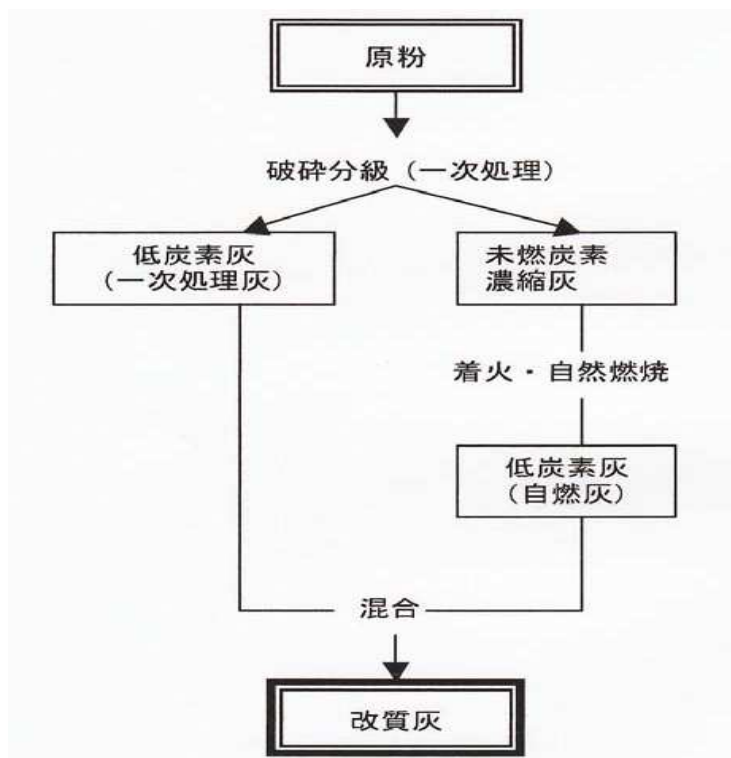 原粉
破砕分級（一次処理）
低炭素灰
（一次処理灰）
未燃炭素
濃縮灰
着火・自然燃焼
低炭素灰
（自燃灰）
混合
改質灰